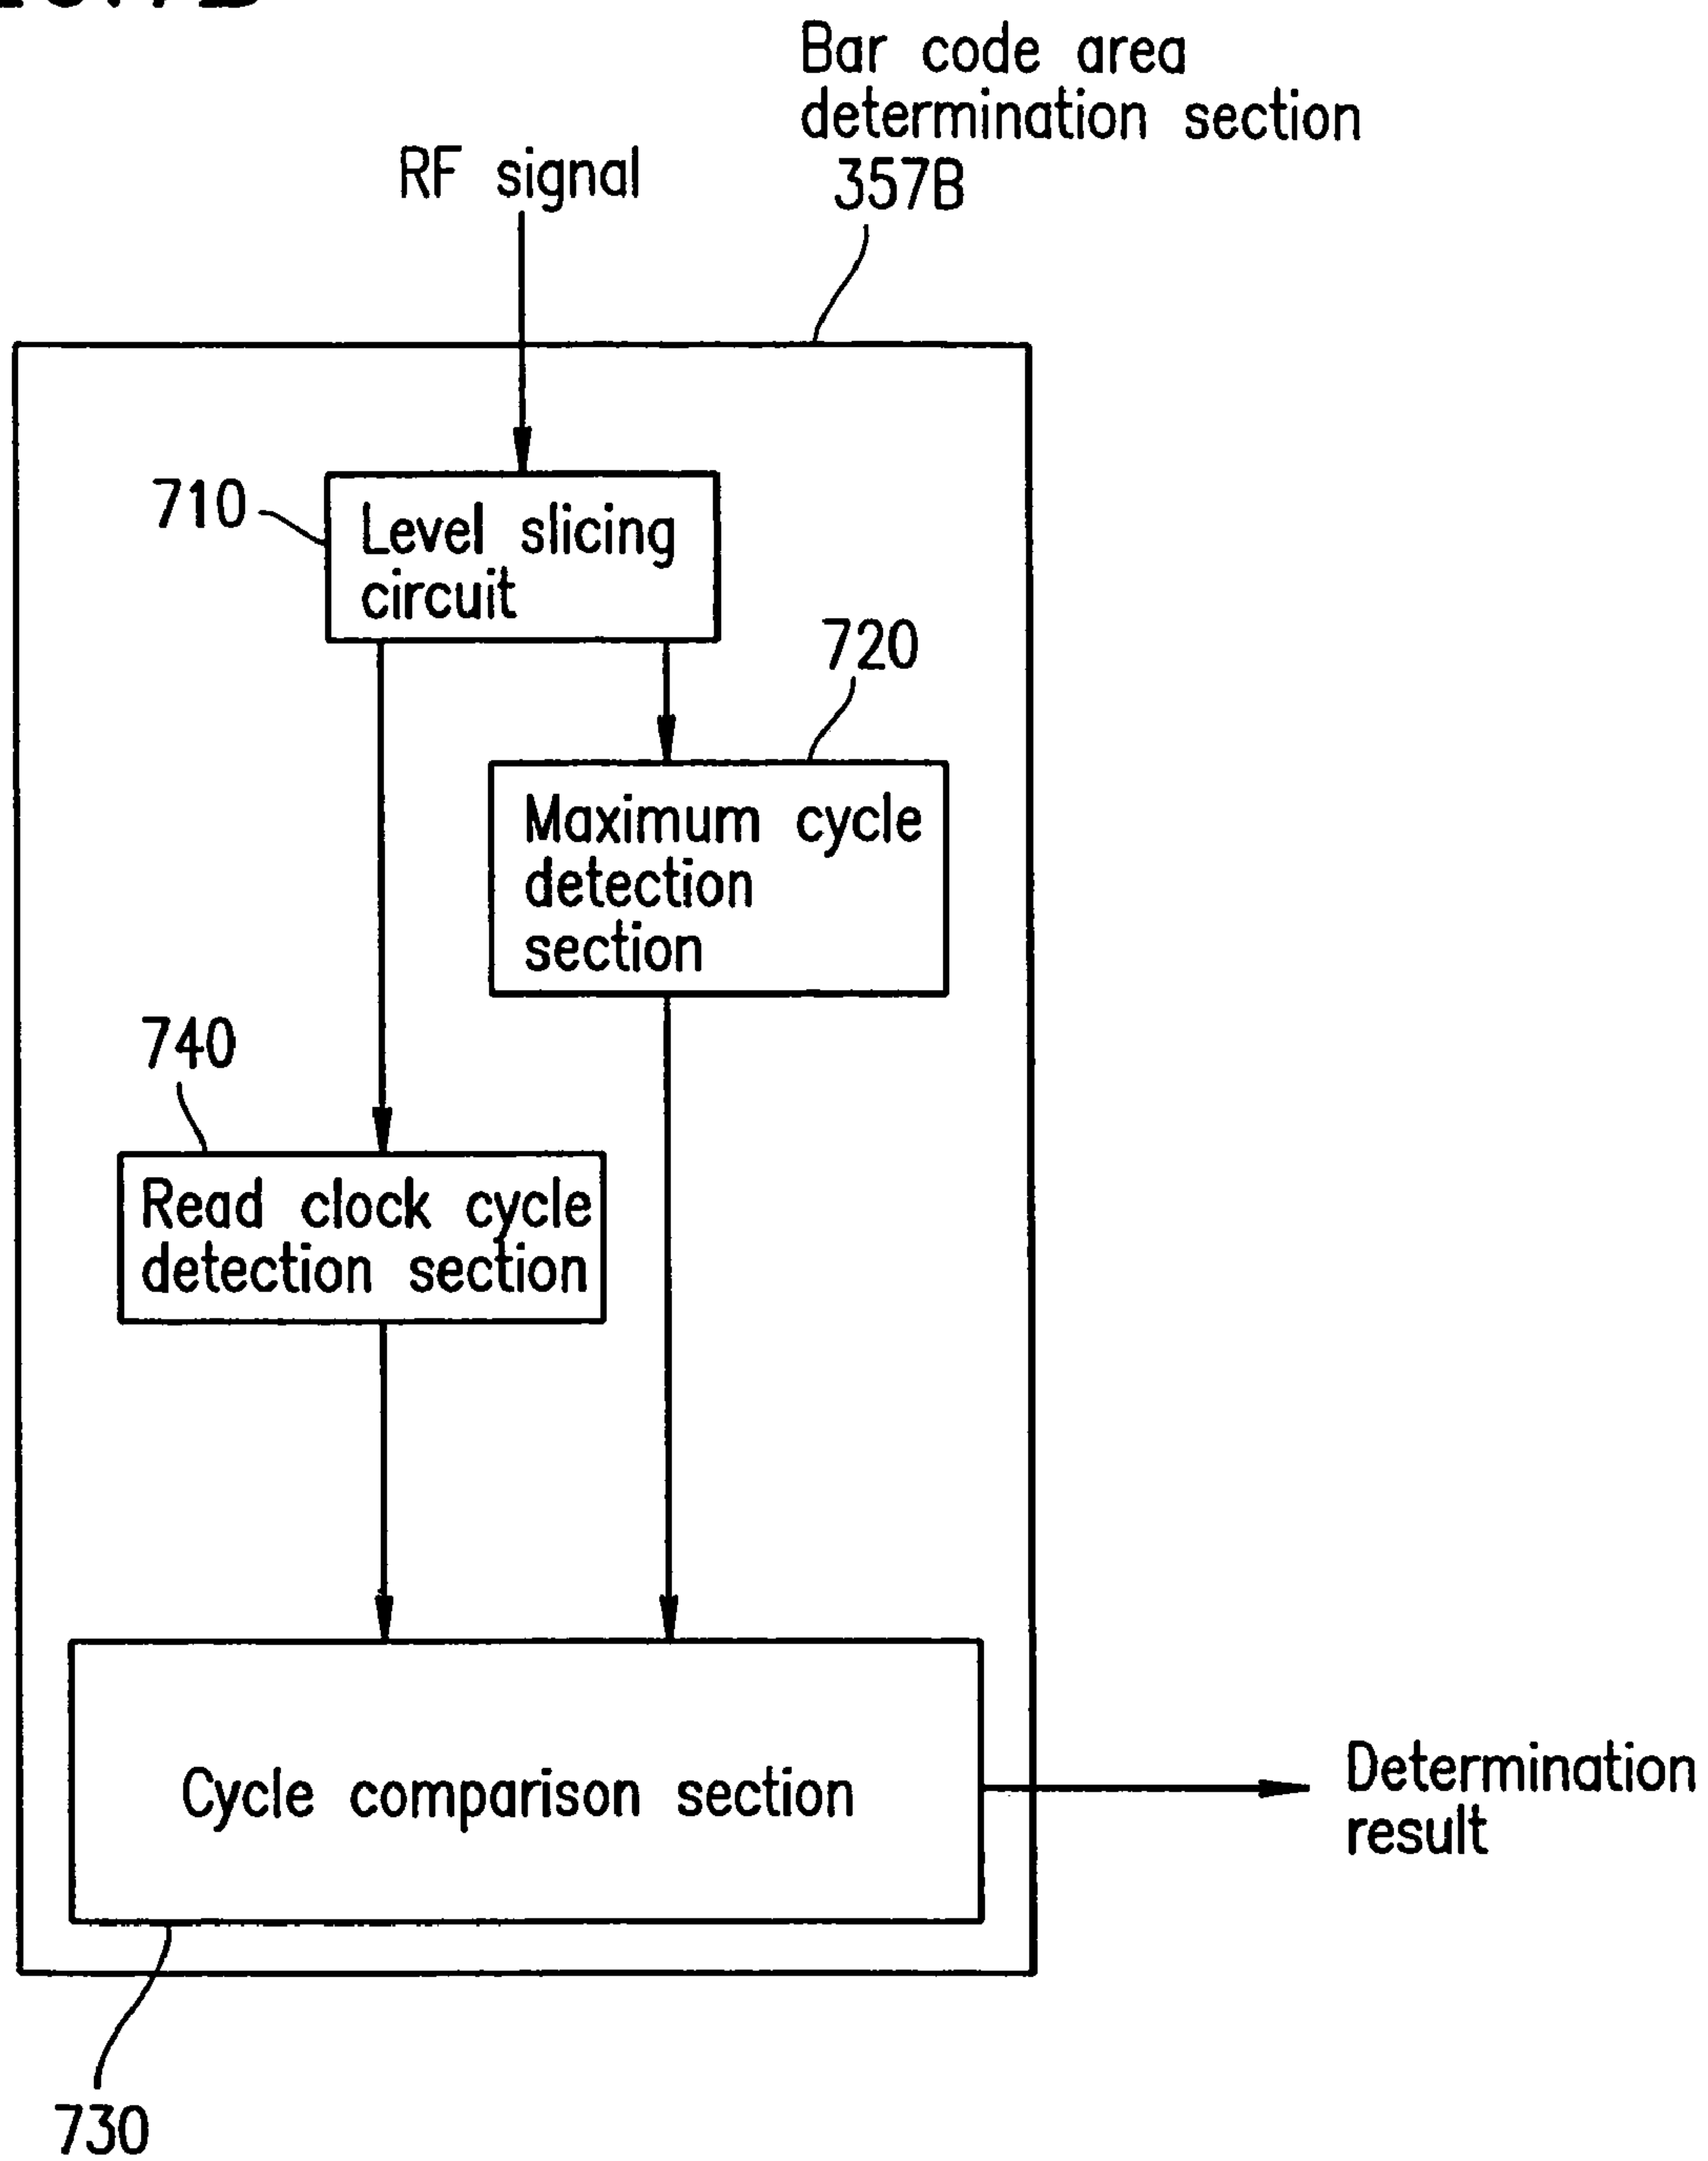 Bar code area
determination section
357B
RF signal
710
Level slicing
circuit
720
Maximum cycle
detection
section
740
Read clock cycle
detection section
Cycle comparison section
Determination
result
730